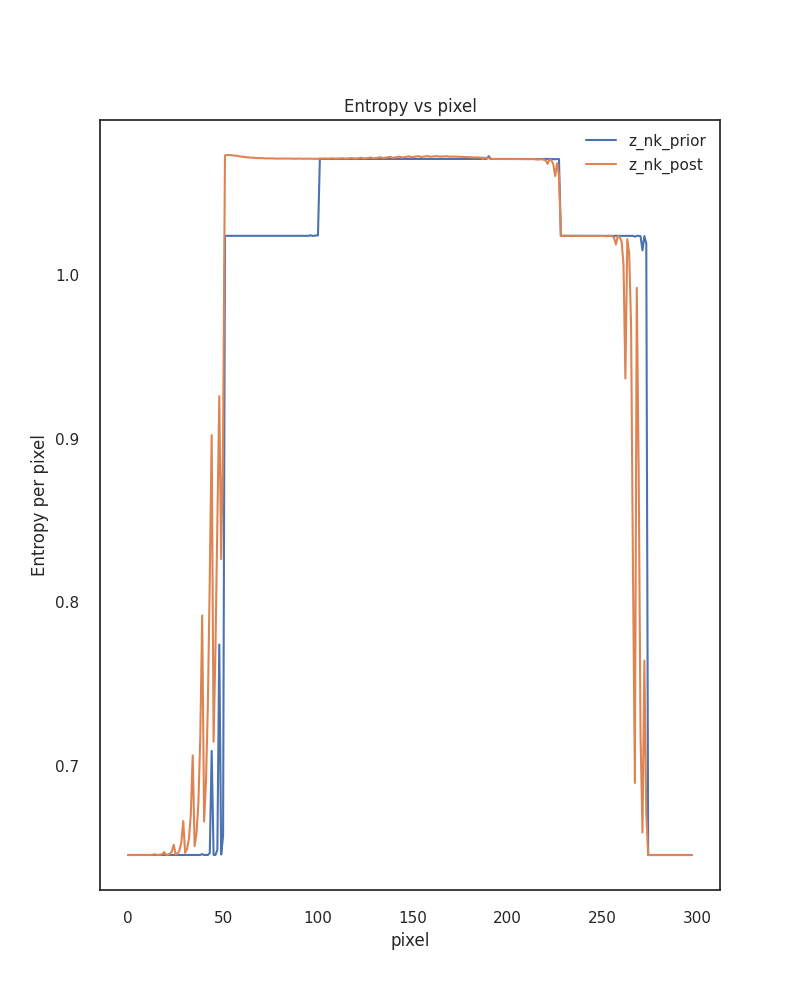 Entropy vs pixel
z_nk_prior
z_nk_post
1.0
0.9
0.8
0.7
Entropy per pixel
0 50 100 150 200 250 300
pixel